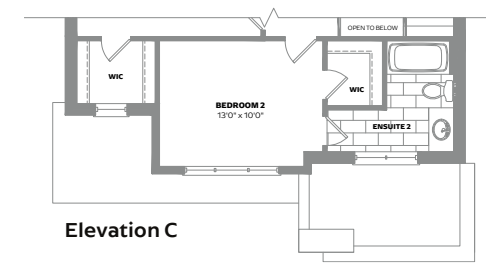 OPEN TO BELOW
WIC
WIC
BEDROOM 2
13'0" x 10'0"
ENSUITE 2
Elevation C